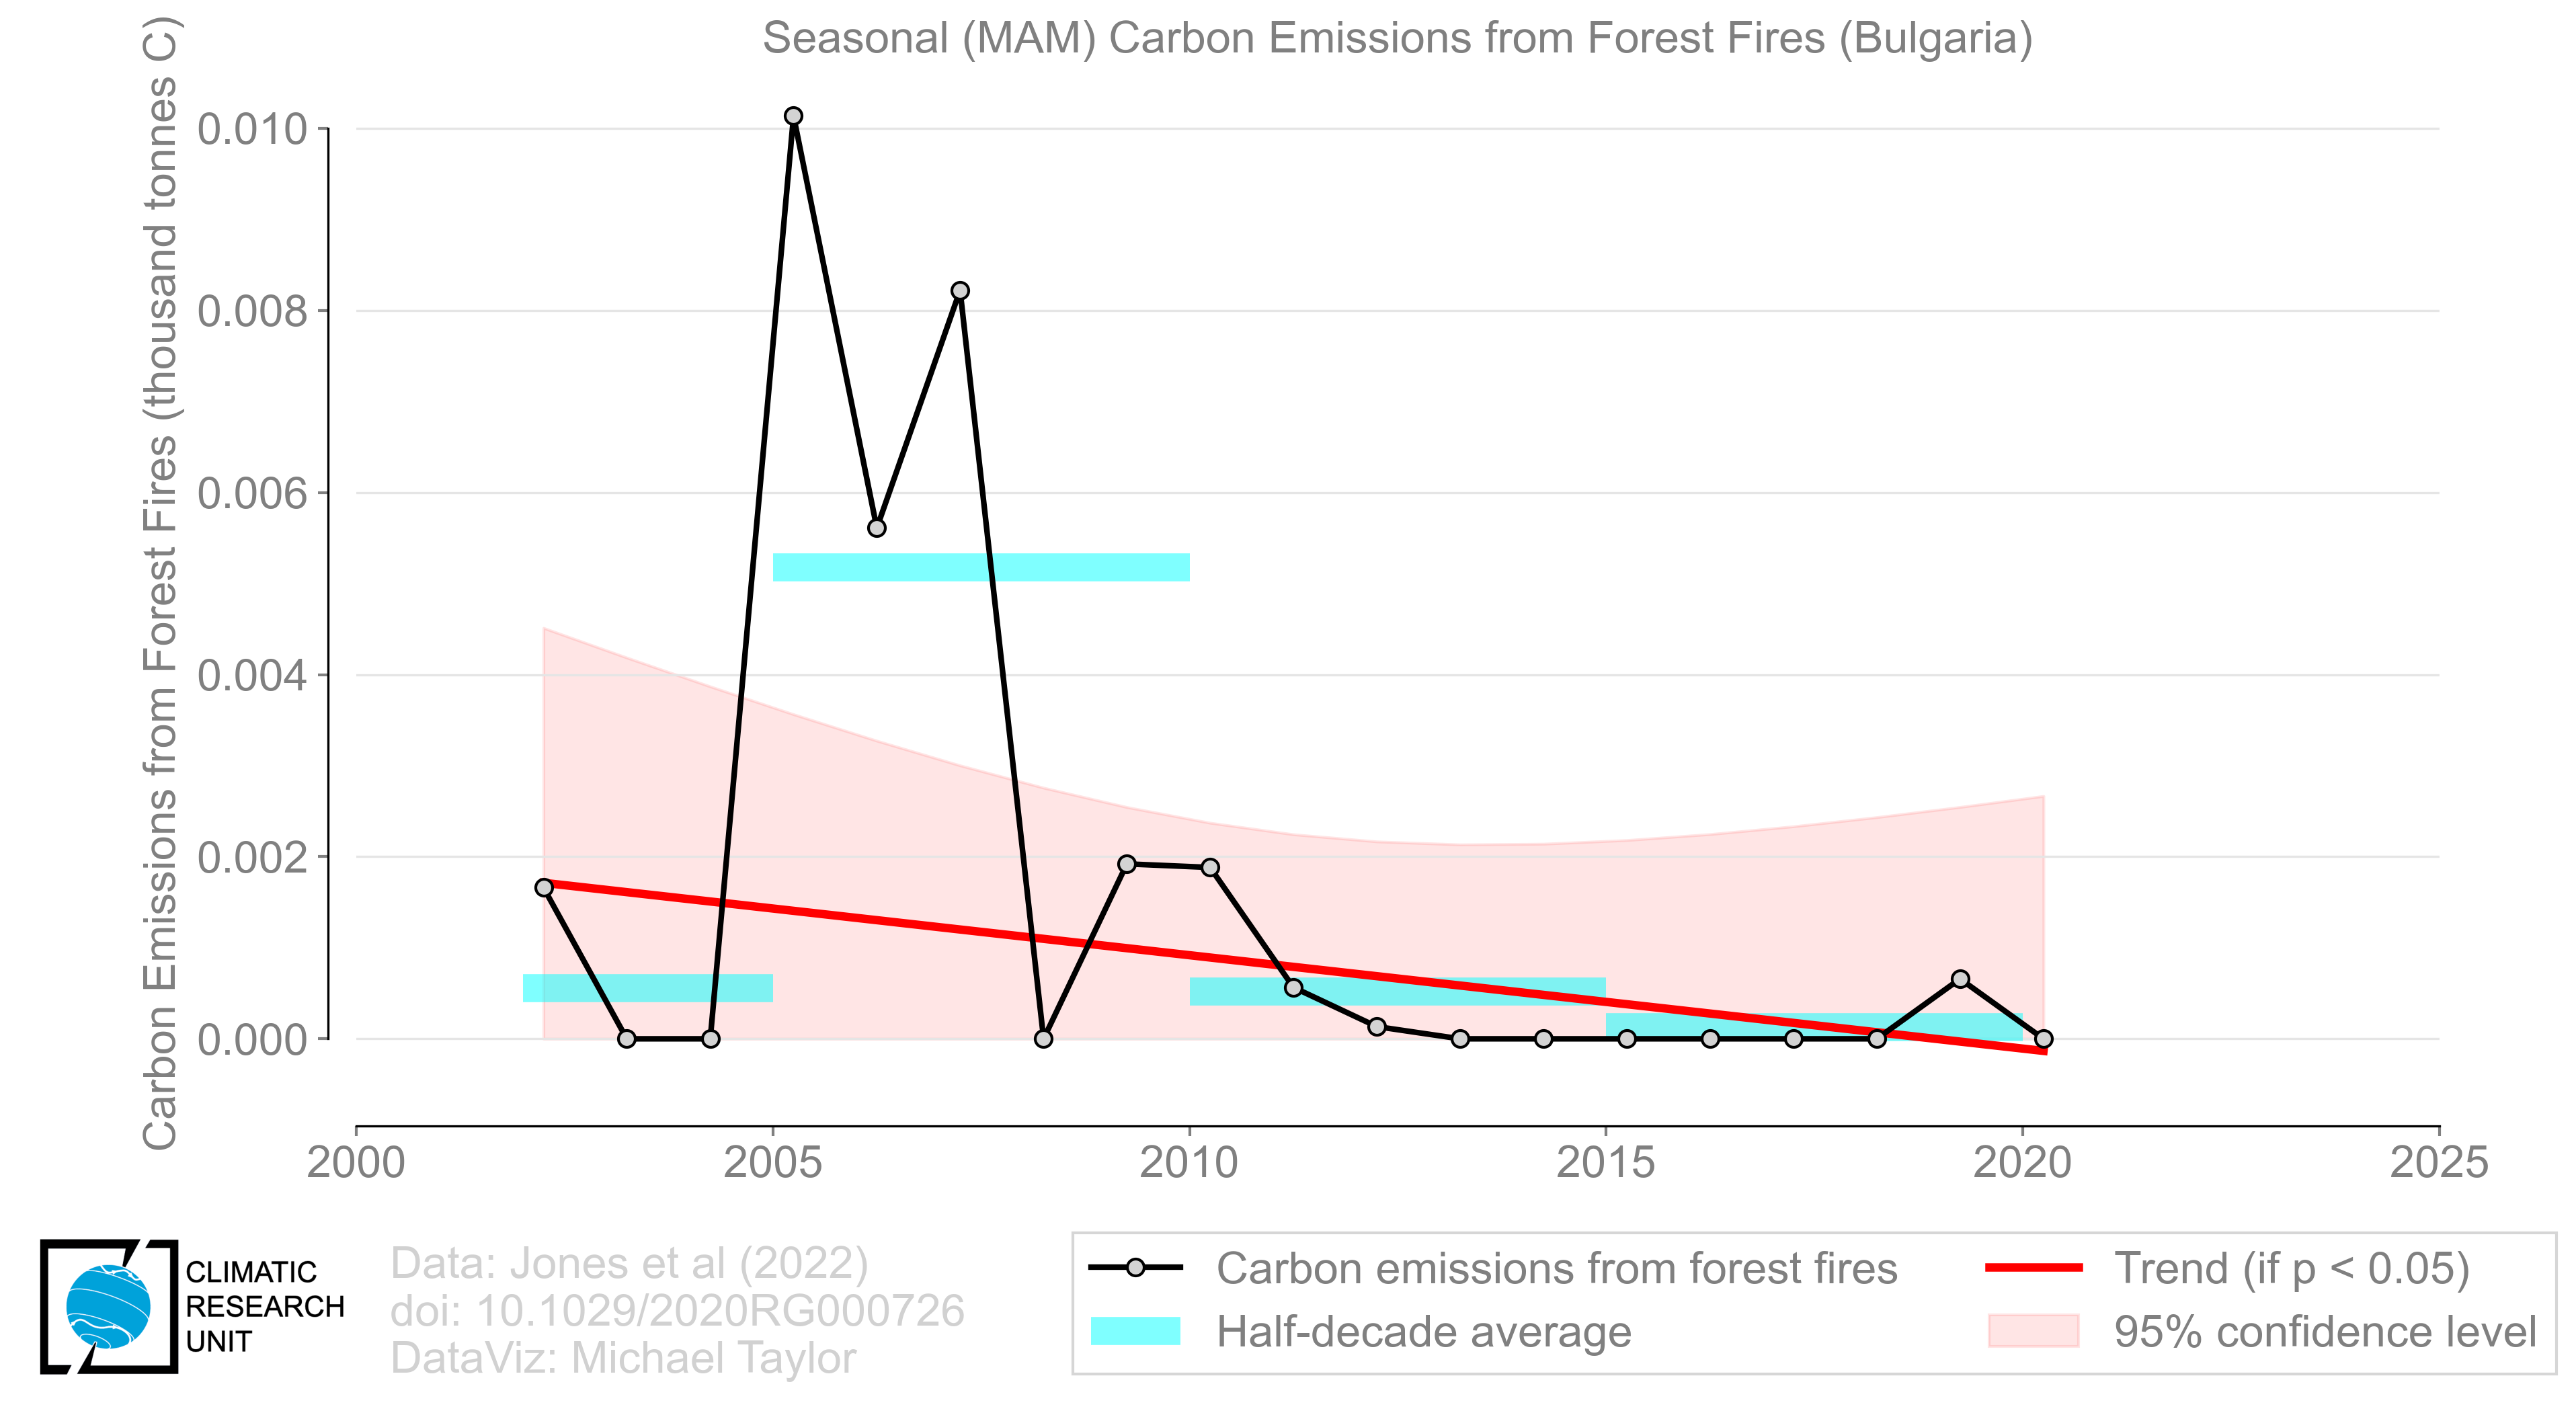 Seasonal (MAM) Carbon Emissions from Forest Fires (Bulgaria)
Carbon Emissions from Forest Fires (thousand tonnes C)
0.010
0.008
0.006
0.004
0.002
0.000
2000
2005
2010
2015
2020
2025
CLIMATIC
RESEARCH
UNIT
Data: Jones et al (2022)
doi: 10.1029/2020RG000726
DataViz: Michael Taylor
Carbon emissions from forest fires
Half-decade average
Trend (if p < 0.05)
95% confidence level